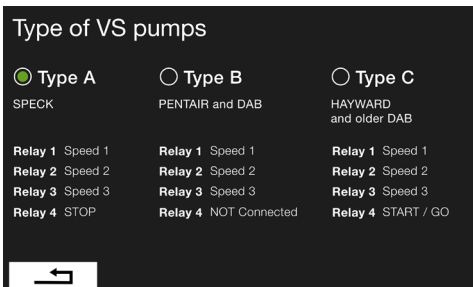 Type of VS pumps
Type A
SPECK
Relay 1 Speed 1
Relay 2 Speed 2
Relay 3 Speed 3
Relay 4 STOP
Type B
PENTAIR and DAB
Relay 1 Speed 1
Relay 2 Speed 2
Relay 3 Speed 3
Relay 4 NOT Connected
Type C
HAYWARD
and older DAB
Relay 1 Speed 1
Relay 2 Speed 2
Relay 3 Speed 3
Relay 4 START / GO